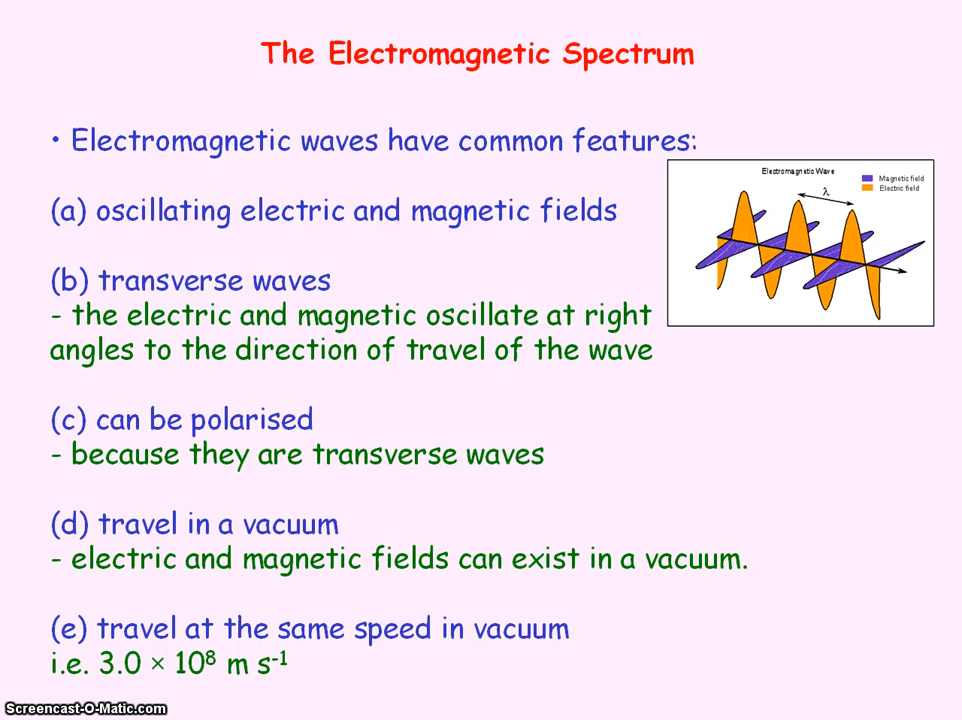 The Electromagnetic Spectrum
• Electromagnetic waves have common features:
Electromagnetic Wave
Magnetic field
Electric field
λ
(a) oscillating electric and magnetic fields
(b) transverse waves
- the electric and magnetic oscillate at right
angles to the direction of travel of the wave
(c) can be polarised
- because they are transverse waves
(d) travel in a vacuum
- electric and magnetic fields can exist in a vacuum.
(e) travel at the same speed in vacuum
i.e. 3.0 × 10⁸ m s⁻¹
Screencast-O-Matic.com